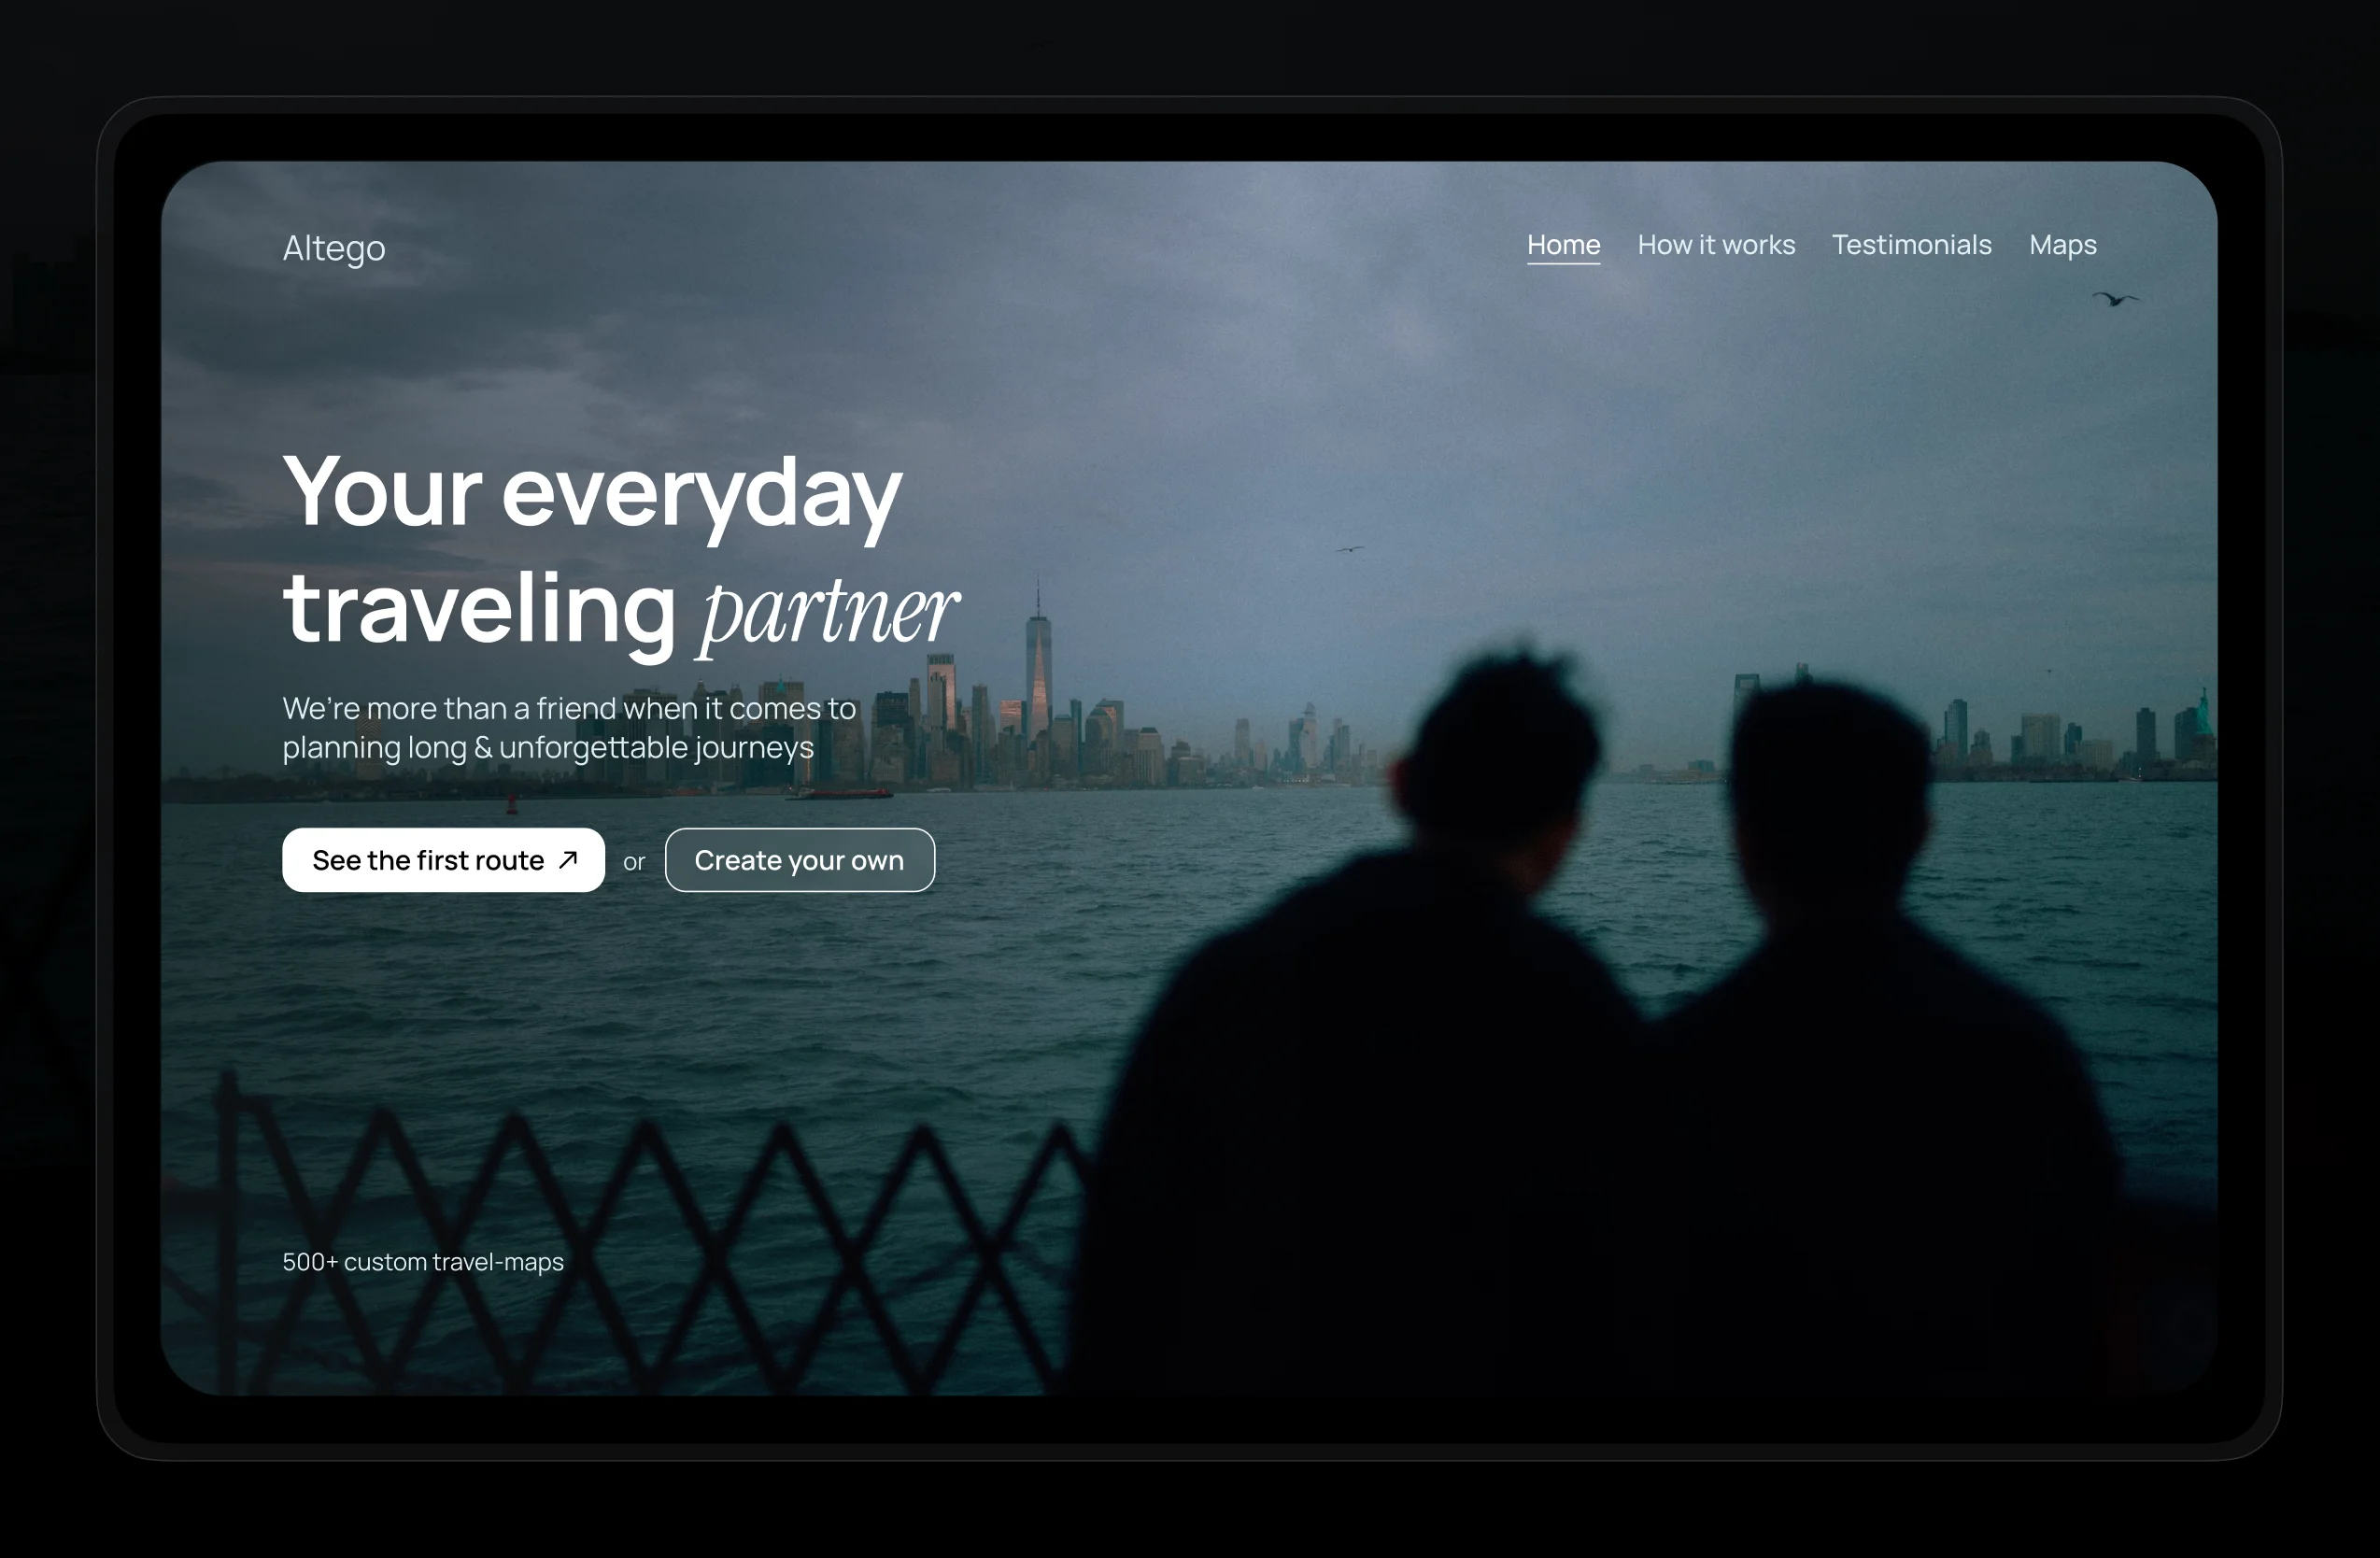 Altego
Home How it works Testimonials Maps
Your everyday
traveling partner
We’re more than a friend when it comes to
planning long & unforgettable journeys
See the first route ↗ or Create your own
500+ custom travel-maps